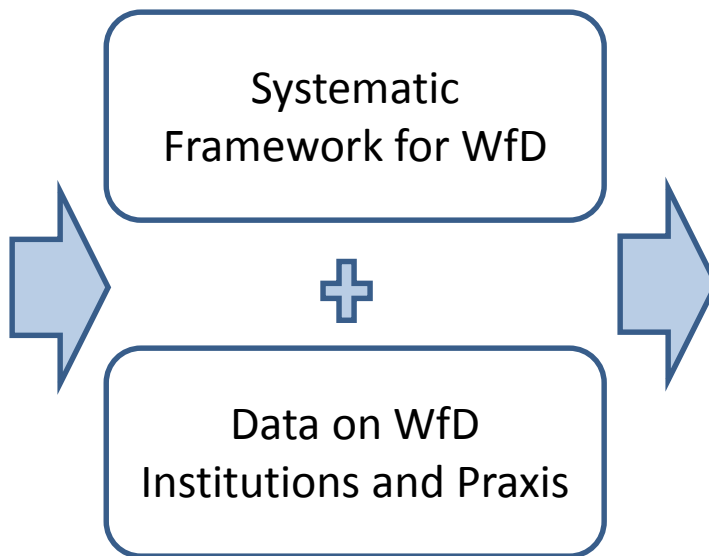 Systematic
Framework for WfD
Data on WfD
Institutions and Praxis